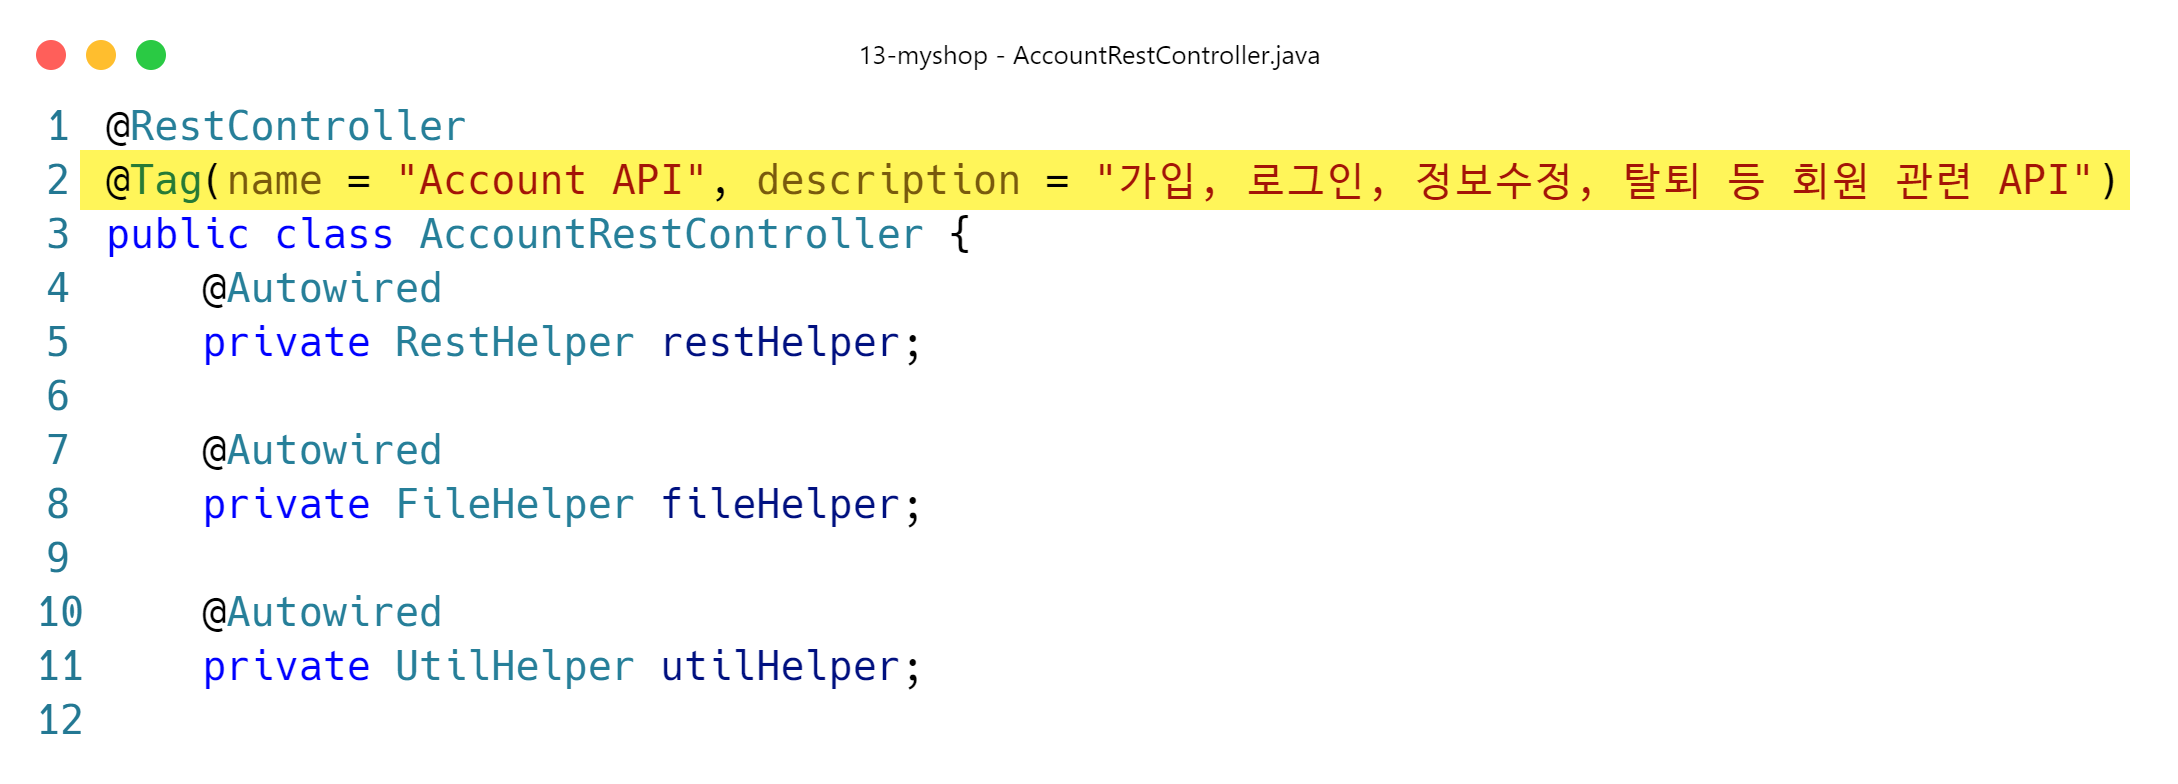 13-myshop - AccountRestController.java
1 @RestController
2 @Tag(name = "Account API", description = "가입, 로그인, 정보수정, 탈퇴 등 회원 관련 API")
3 public class AccountRestController {
4     @Autowired
5     private RestHelper restHelper;
6
7     @Autowired
8     private FileHelper fileHelper;
9
10     @Autowired
11     private UtilHelper utilHelper;
12